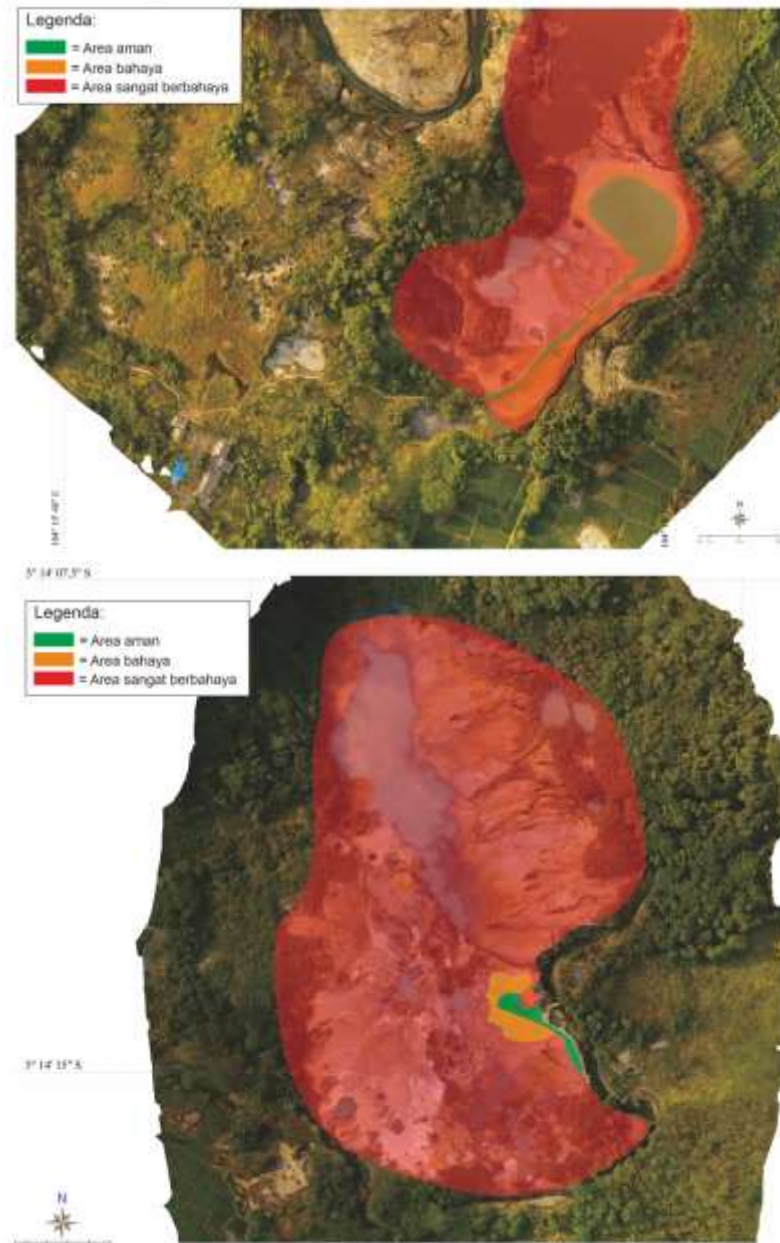 Legenda:
= Area aman
= Area bahaya
= Area sangat berbahaya
5° 14' 07,5" S
Legenda:
= Area aman
= Area bahaya
= Area sangat berbahaya
5° 14' 15" S
N